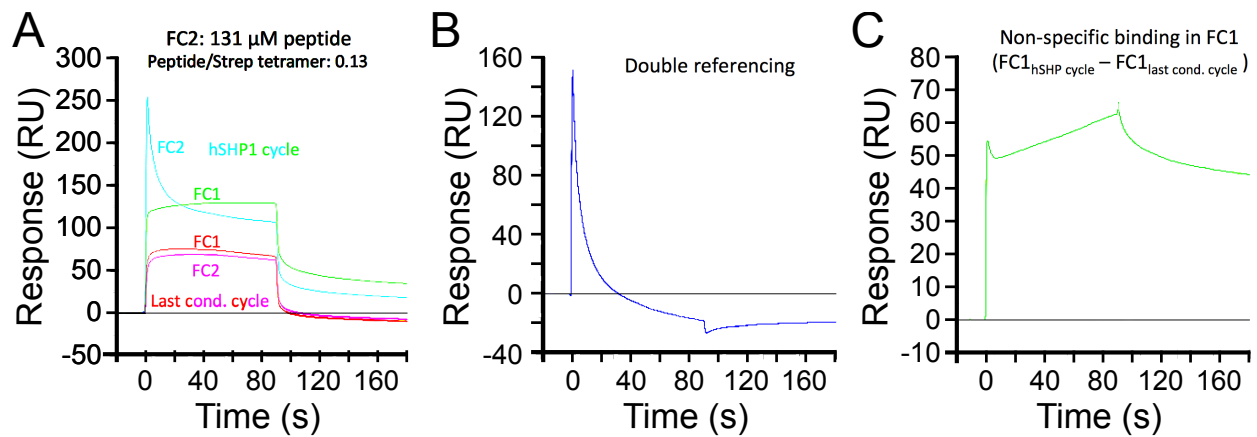 A
FC2: 131 µM peptide
Peptide/Strep tetramer: 0.13
Response (RU)
300
250
200
150
100
50
0
-50
FC2
hSHP1 cycle
FC1
FC1
FC2
Last cond. cycle
0 40 80 120 160
Time (s)
B
Double referencing
Response (RU)
160
120
80
40
0
-40
0 40 80 120 160
Time (s)
C
Non-specific binding in FC1
(FC1hSHP cycle – FC1last cond. cycle )
Response (RU)
80
70
60
50
40
30
20
10
0
-10
0 40 80 120 160
Time (s)